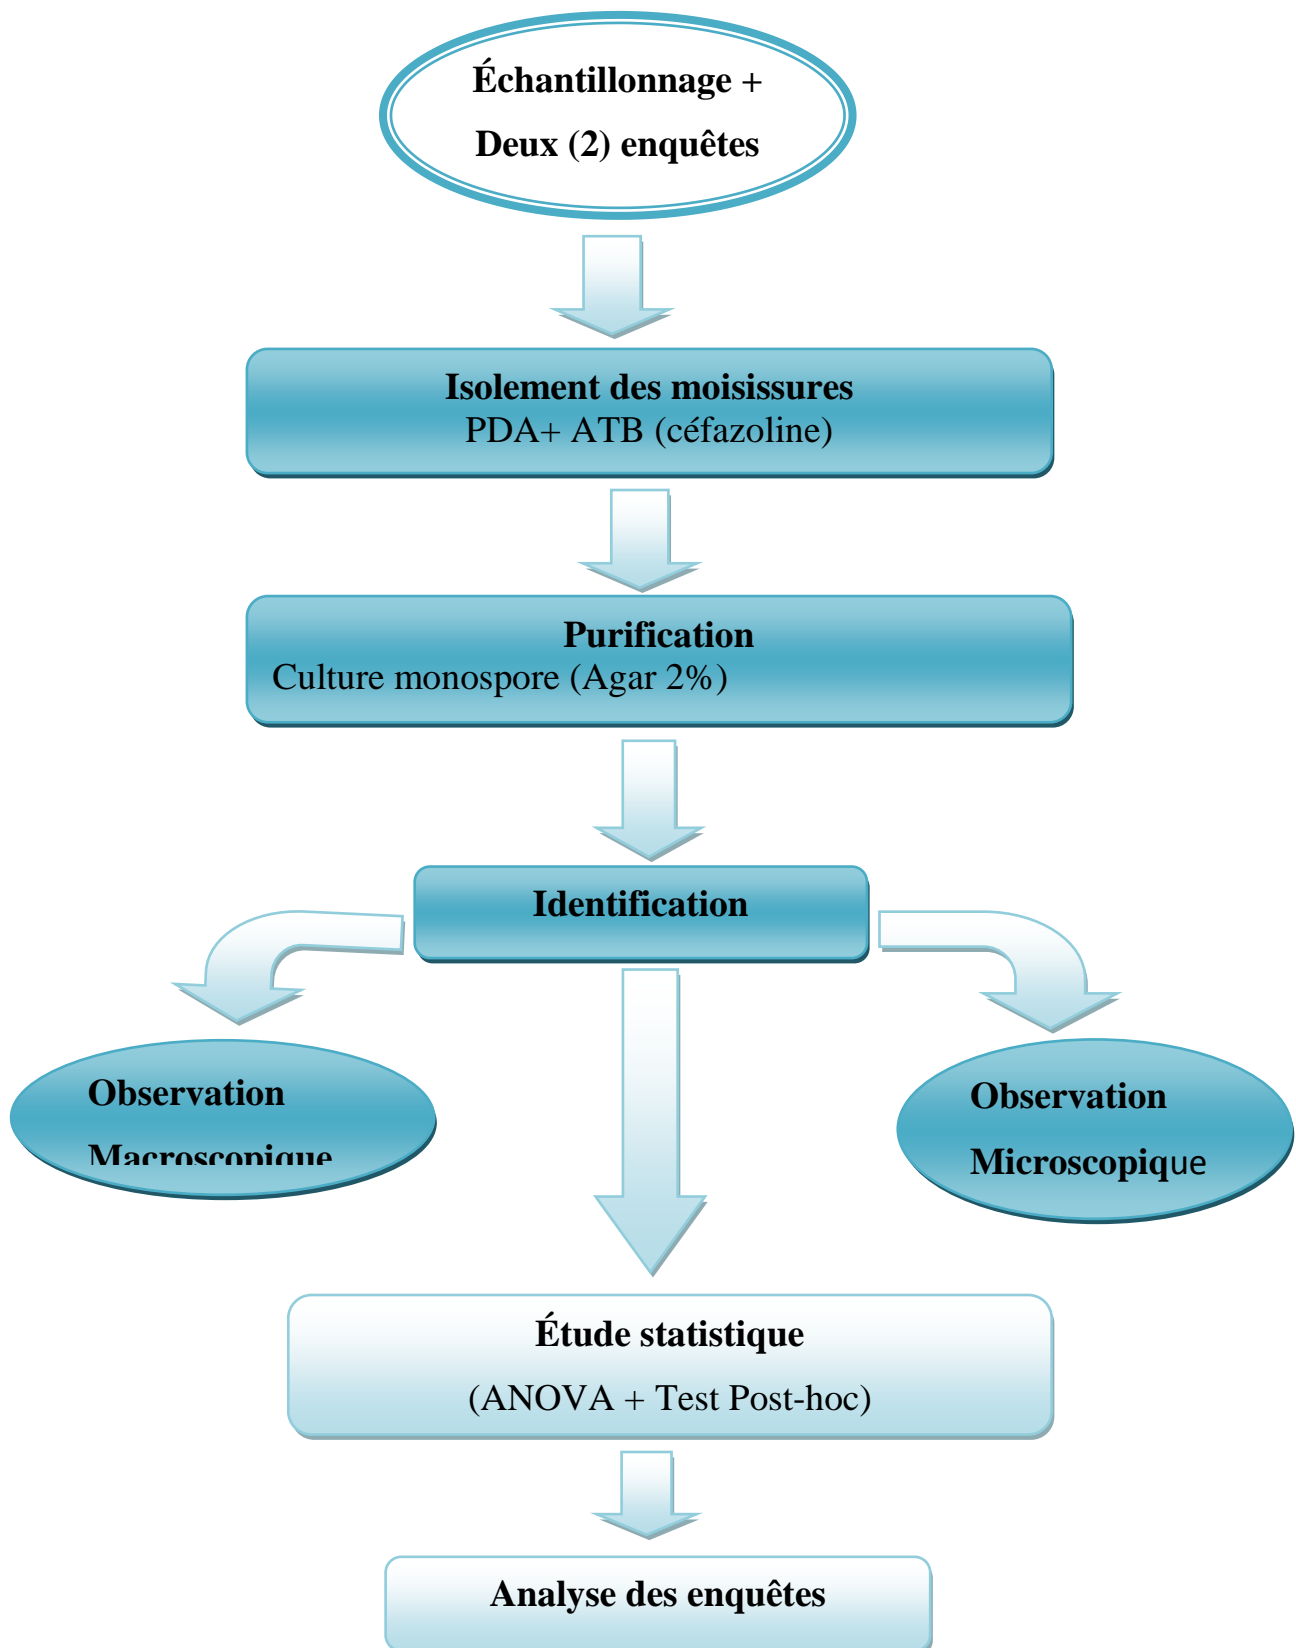 Échantillonnage +
Deux (2) enquêtes
Isolement des moisissures
PDA+ ATB (céfazoline)
Purification
Culture monospore (Agar 2%)
Identification
Observation
Macroscopique
Observation
Microscopique
Étude statistique
(ANOVA + Test Post-hoc)
Analyse des enquêtes